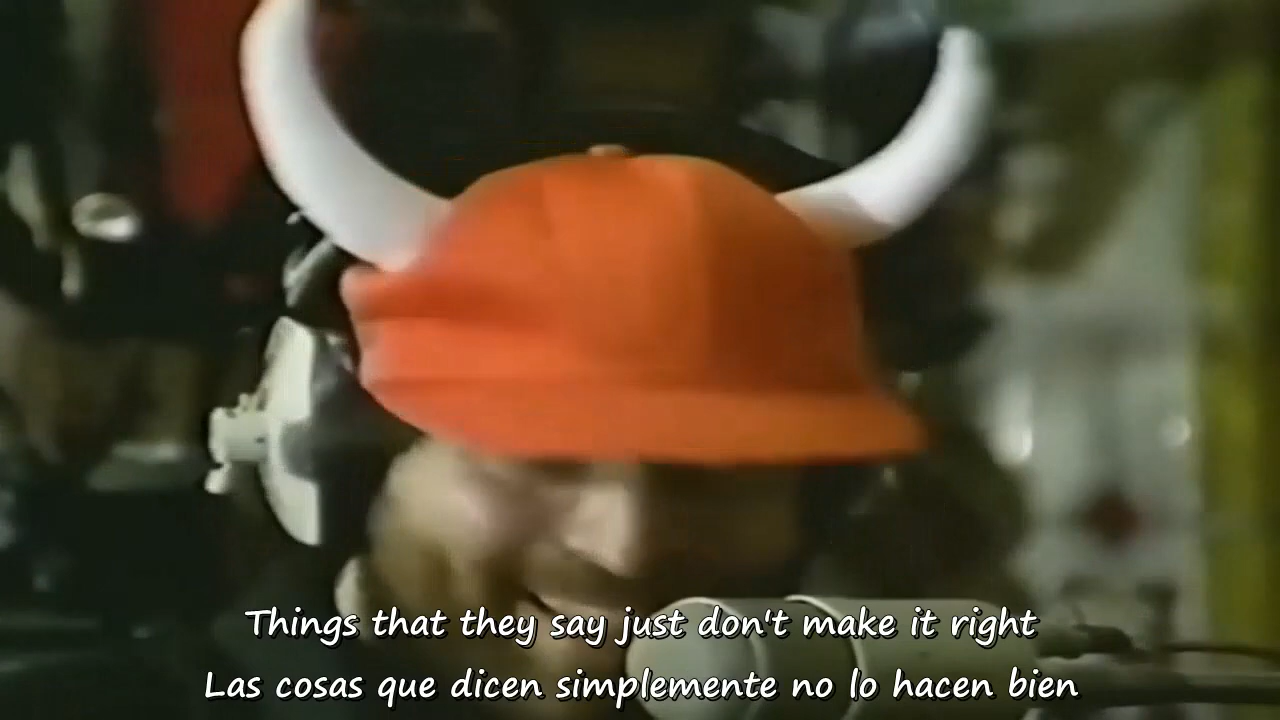 Things that they say just don't make it right
Las cosas que dicen simplemente no lo hacen bien